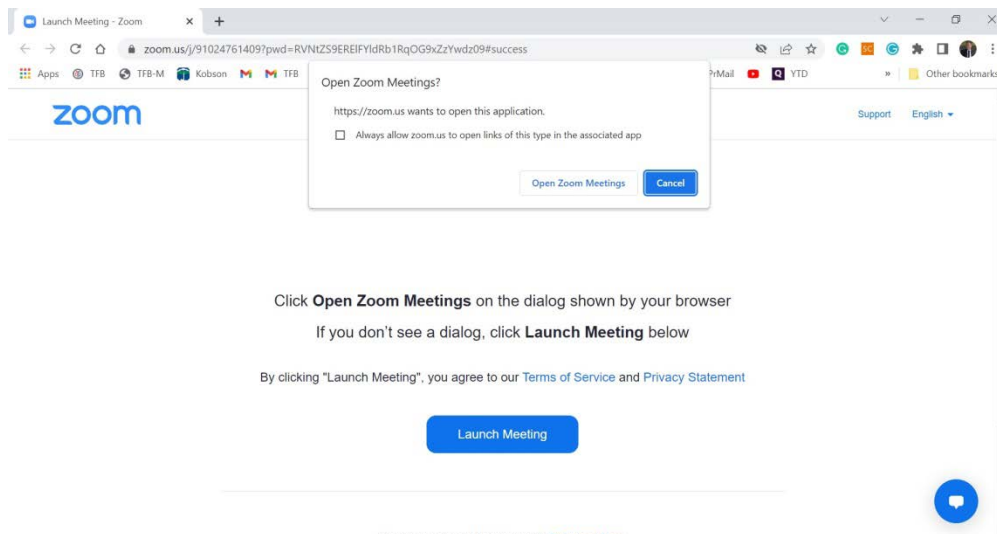 Launch Meeting - Zoom
zoom.us/j/91024761409?pwd=RVNtZS9EREIFYldRb1RqOG9xZzYwdz09#success
Apps TFB TFB-M Kobson TFB PrMail YTD » Other bookmarks
zoom Support English
Open Zoom Meetings?
https://zoom.us wants to open this application.
Always allow zoom.us to open links of this type in the associated app
Open Zoom Meetings Cancel
Click Open Zoom Meetings on the dialog shown by your browser
If you don't see a dialog, click Launch Meeting below
By clicking "Launch Meeting", you agree to our Terms of Service and Privacy Statement
Launch Meeting